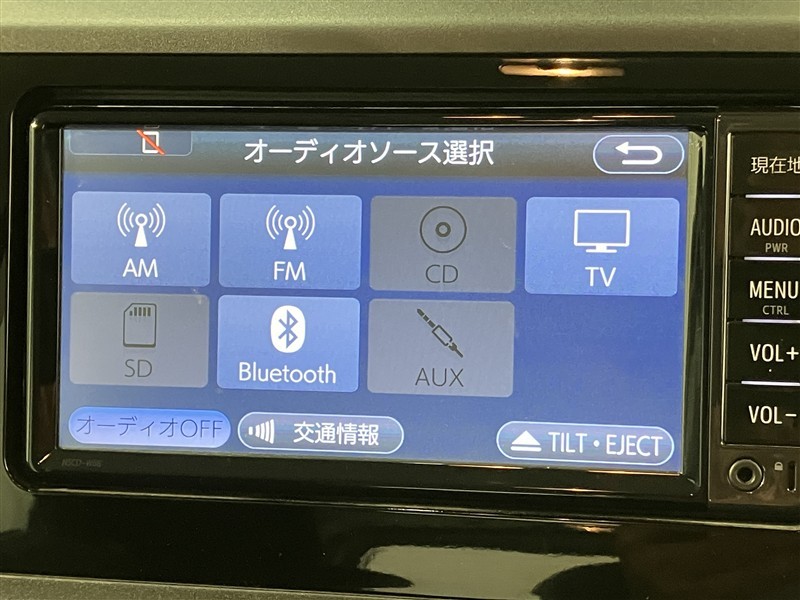 オーディオソース選択
AM
FM
CD
TV
SD
Bluetooth
AUX
オーディオOFF
交通情報
TILT・EJECT
現在地
AUDIO
PWR
MENU
CTRL
VOL+
VOL-